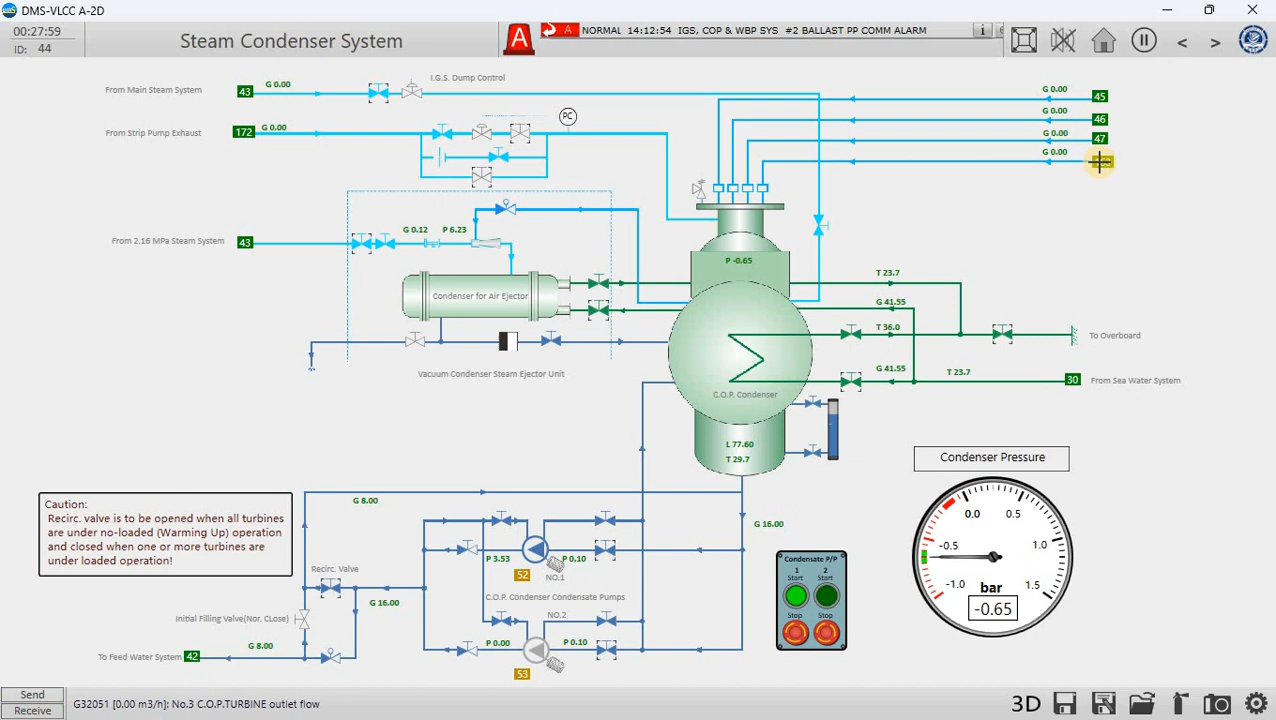 DMS-VLCC A-2D
00:27:59
ID: 44
Steam Condenser System
A
A
NORMAL 14:12:54 IGS, COP & WBP SYS #2 BALLAST PP COMM ALARM
i
From Main Steam System
43
G 0.00
I.G.S. Dump Control
From Strip Pump Exhaust
172
G 0.00
PC
G 0.00
45
G 0.00
46
G 0.00
47
G 0.00
From 2.16 MPa Steam System
43
G 0.12
P 6.23
Condenser for Air Ejector
Vacuum Condenser Steam Ejector Unit
P -0.65
T 23.7
G 41.55
T 36.0
To Overboard
G 41.55
T 23.7
30
From Sea Water System
C.O.P. Condenser
L 77.60
T 29.7
Condenser Pressure
0.0
0.5
-0.5
1.0
-1.0
1.5
bar
-0.65
Caution:
Recirc. valve is to be opened when all turbines
are under no-loaded (Warming Up) operation
and closed when one or more turbines are
under loaded operation!
G 8.00
G 16.00
P 3.53
P 0.10
52
NO.1
C.O.P. Condenser Condensate Pumps
NO.2
P 0.00
P 0.10
53
Recirc. Valve
G 16.00
Initial Filling Valve(Nor. CLose)
G 8.00
To Feed Water System
42
Condensate P/P
1
2
Start
Start
Stop
Stop
Send
Receive
G32051 [0.00 m3/h]: No.3 C.O.P.TURBINE outlet flow
3D